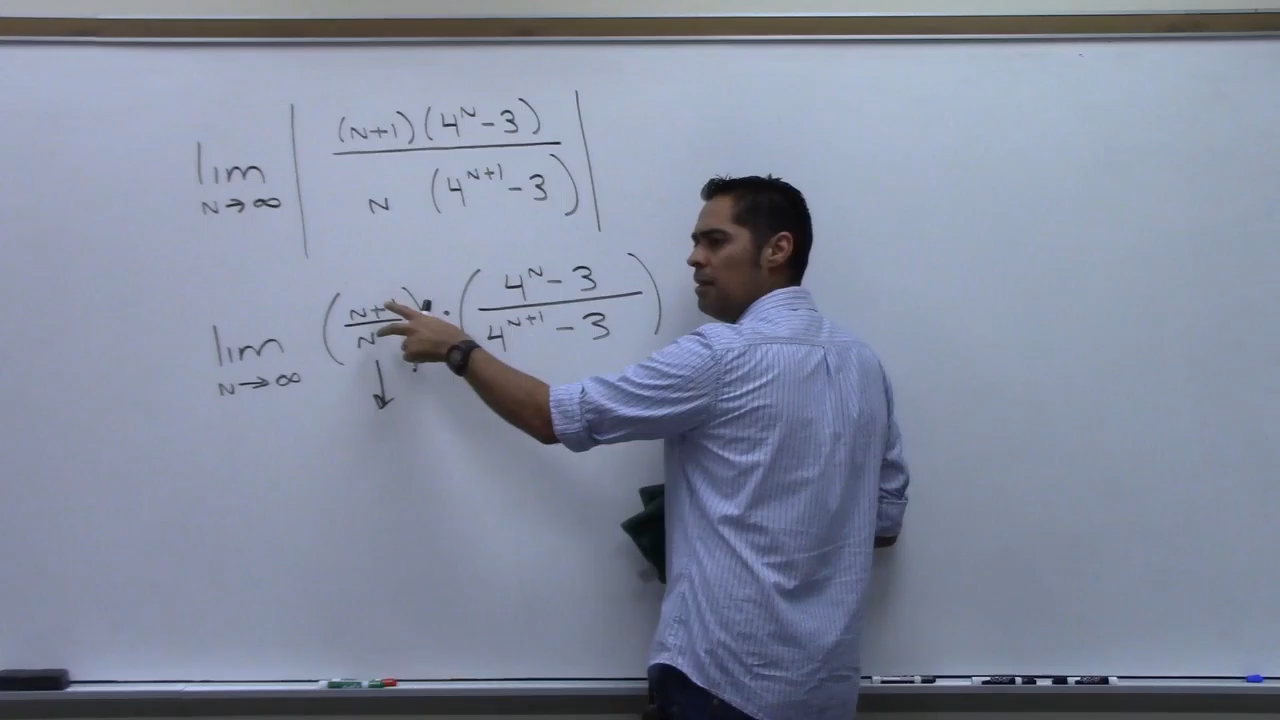 lim N→∞ | (N+1)(4^N - 3) / N (4^{N+1} - 3) |
lim N→∞ (N+1 / N) · (4^N - 3 / 4^{N+1} - 3)
↓